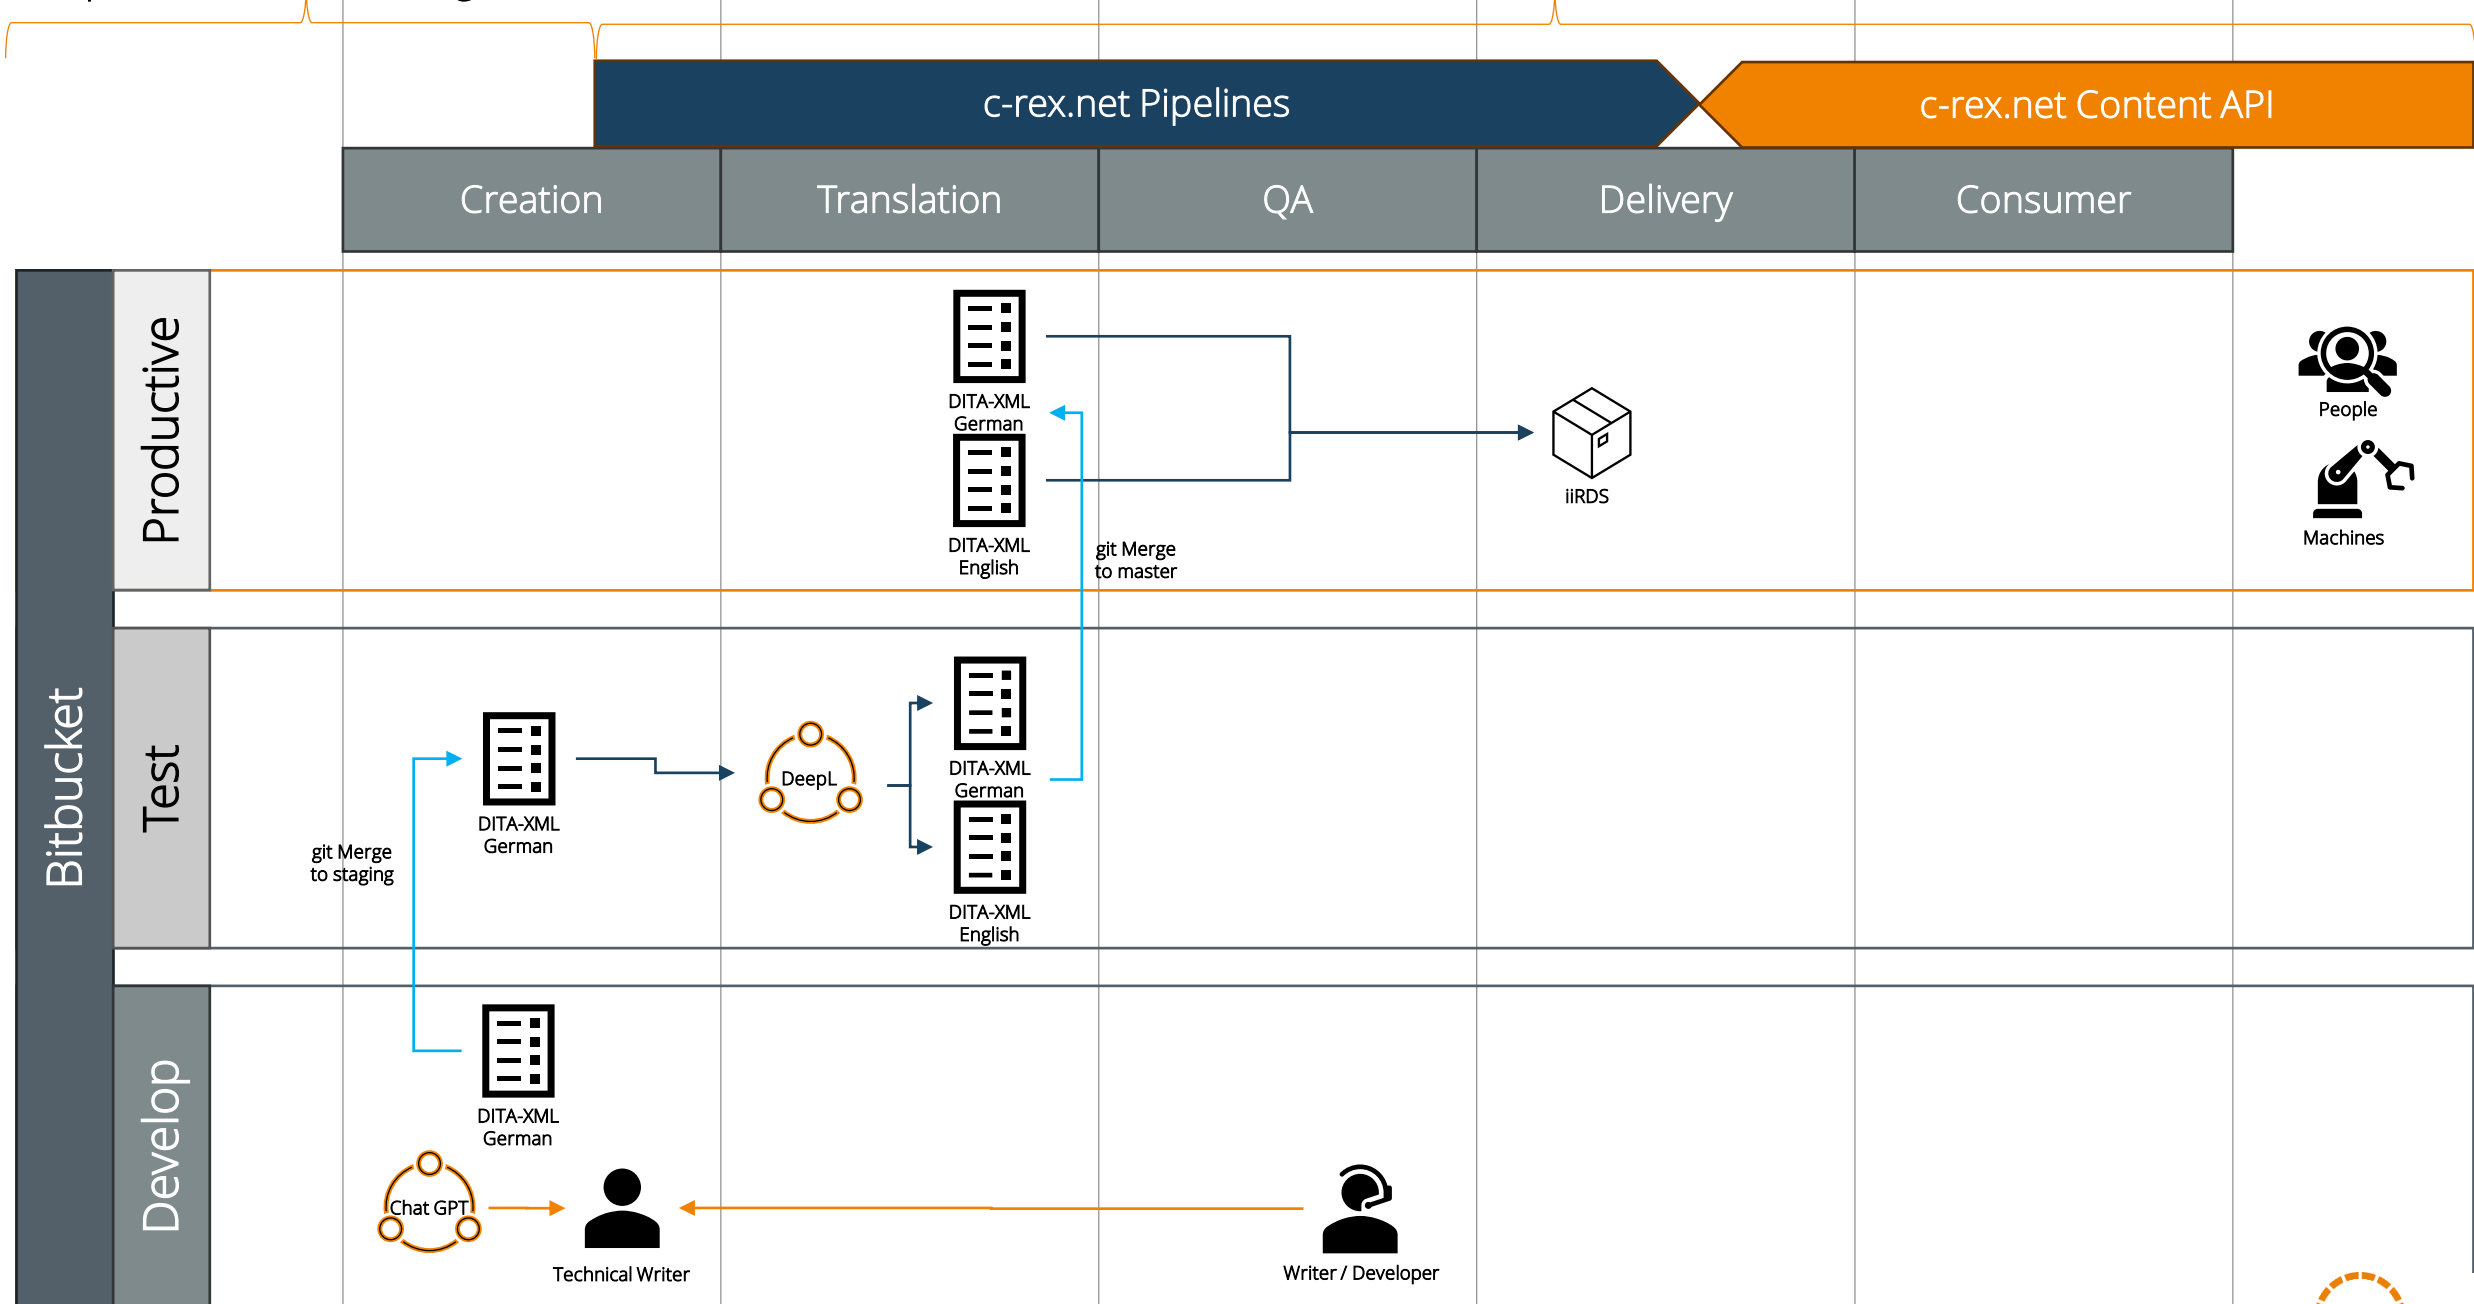 c-rex.net Pipelines
c-rex.net Content API
Creation
Translation
QA
Delivery
Consumer
Bitbucket
Productive
DITA-XML
German
DITA-XML
English
git Merge
to master
iiRDS
People
Machines
Test
DITA-XML
German
git Merge
to staging
DeepL
DITA-XML
German
DITA-XML
English
Develop
DITA-XML
German
Chat GPT
Technical Writer
Writer / Developer